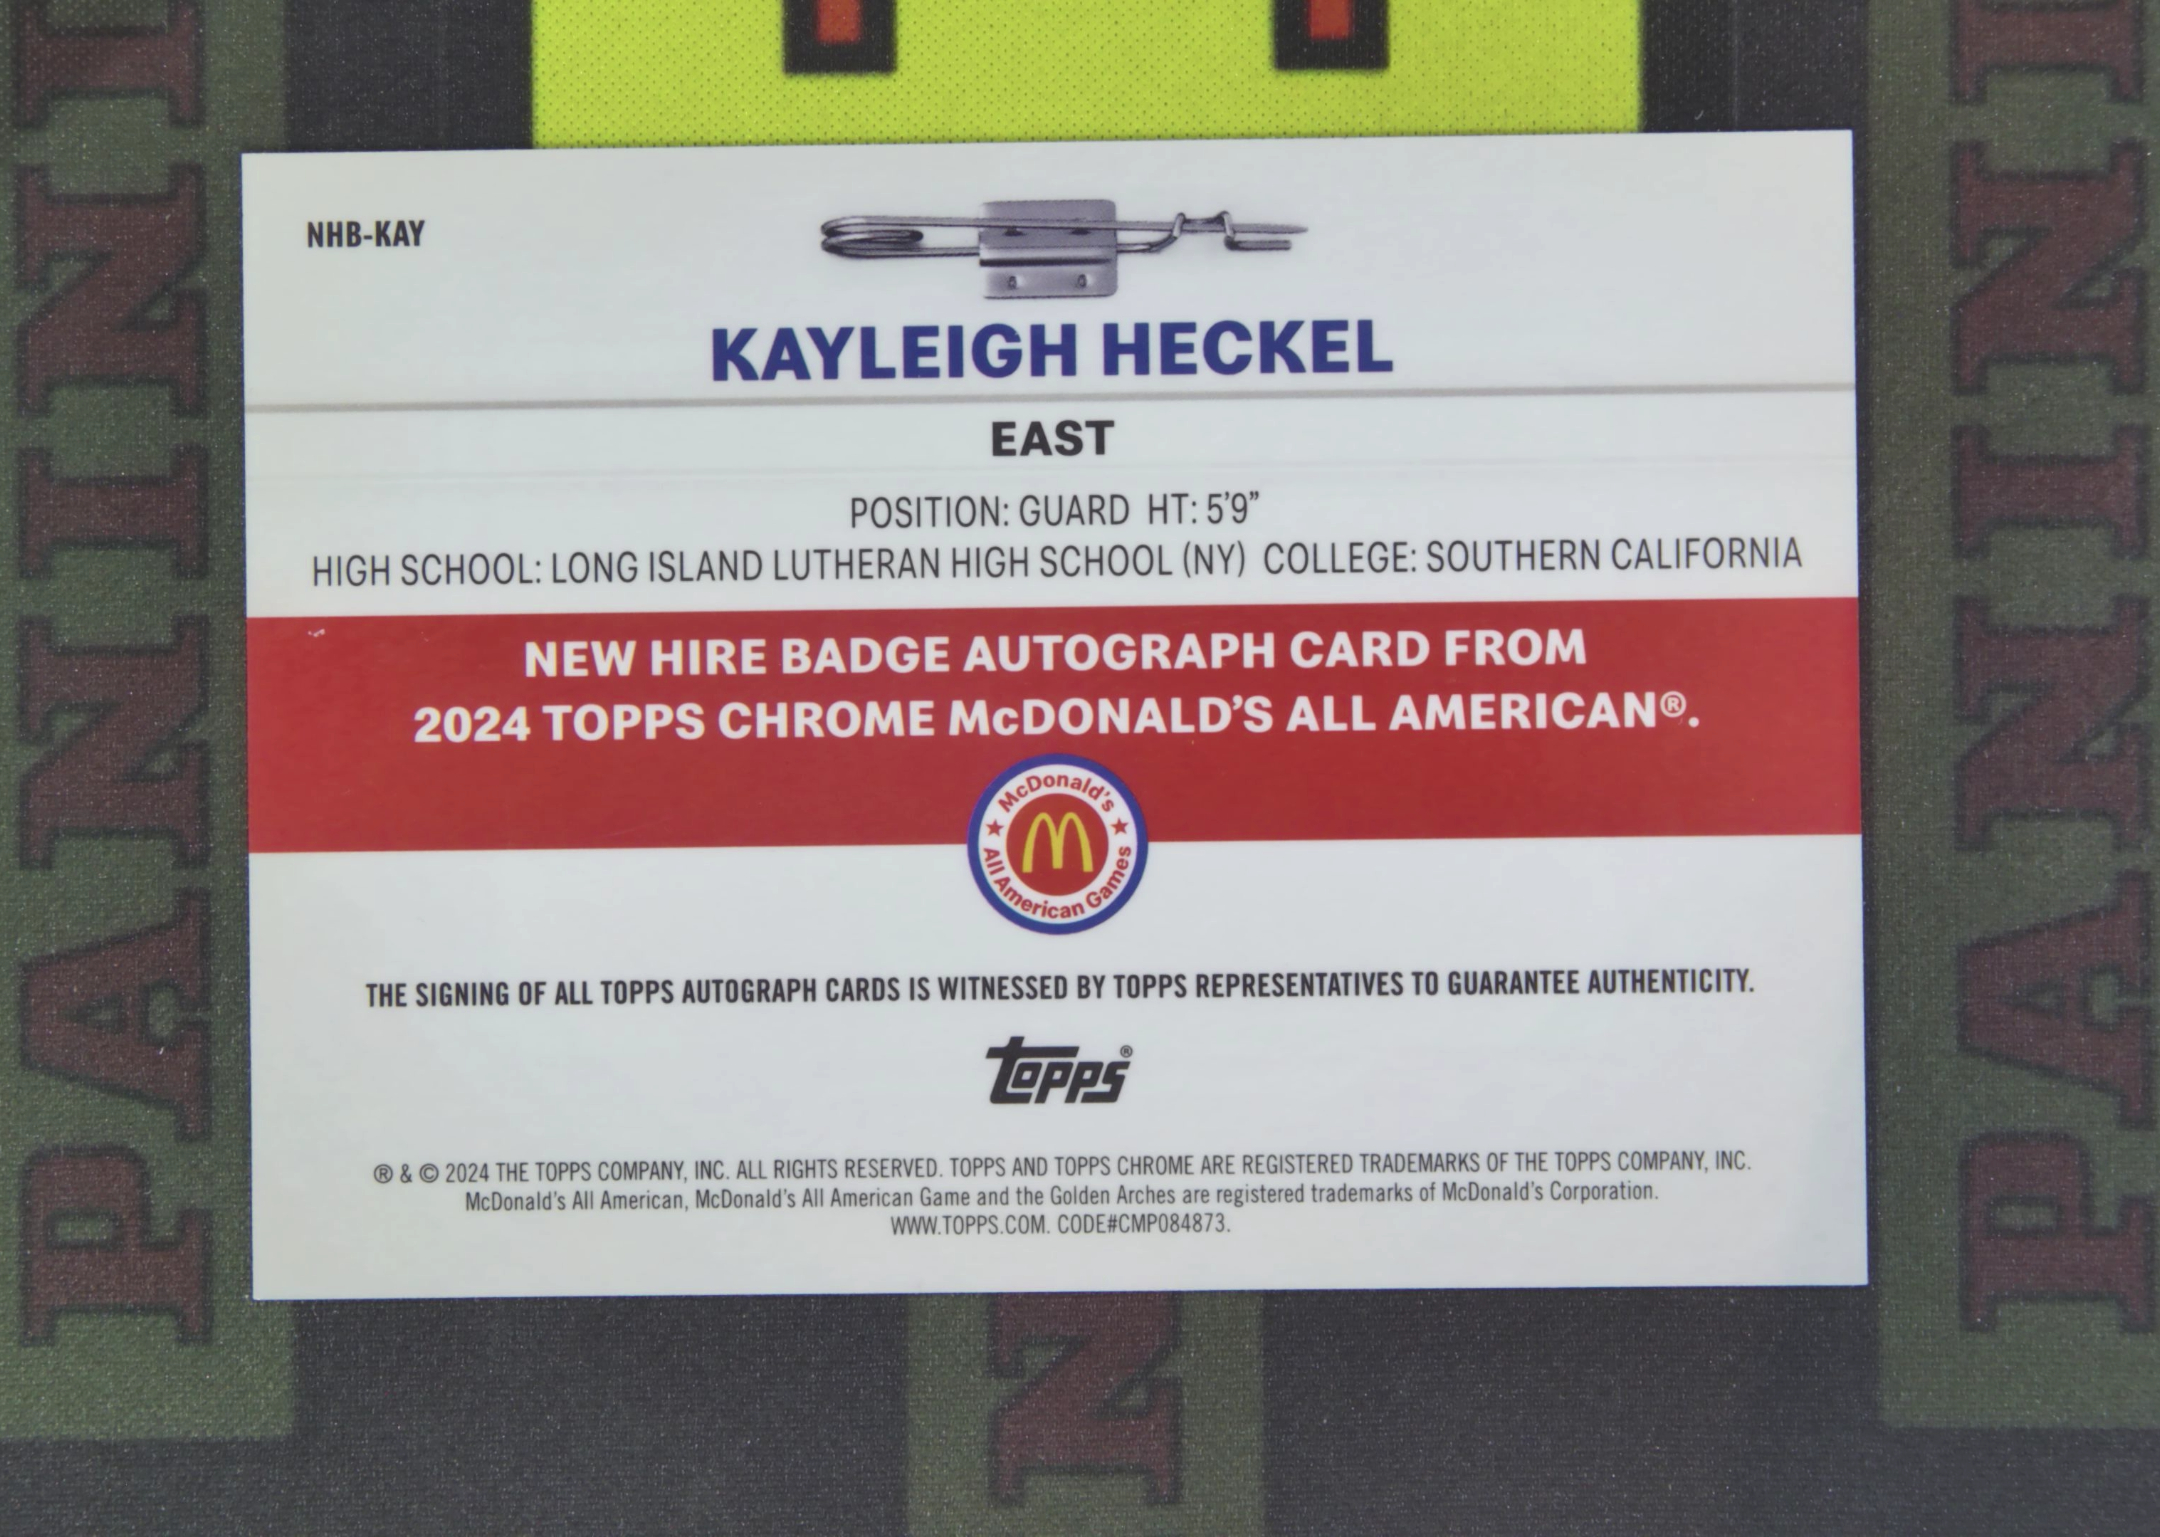 NHB-KAY
KAYLEIGH HECKEL
EAST
POSITION: GUARD HT: 5'9"
HIGH SCHOOL: LONG ISLAND LUTHERAN HIGH SCHOOL (NY) COLLEGE: SOUTHERN CALIFORNIA
NEW HIRE BADGE AUTOGRAPH CARD FROM
2024 TOPPS CHROME McDONALD'S ALL AMERICAN®.
McDonald's
All American Games
THE SIGNING OF ALL TOPPS AUTOGRAPH CARDS IS WITNESSED BY TOPPS REPRESENTATIVES TO GUARANTEE AUTHENTICITY.
topps®
® & © 2024 THE TOPPS COMPANY, INC. ALL RIGHTS RESERVED. TOPPS AND TOPPS CHROME ARE REGISTERED TRADEMARKS OF THE TOPPS COMPANY, INC.
McDonald's All American, McDonald's All American Game and the Golden Arches are registered trademarks of McDonald's Corporation.
WWW.TOPPS.COM. CODE#CMP084873.
PANINI
PANINI
N